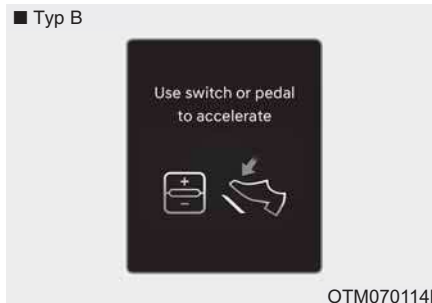 ■ Typ B
Use switch or pedal
to accelerate
+
−
OTM070114L